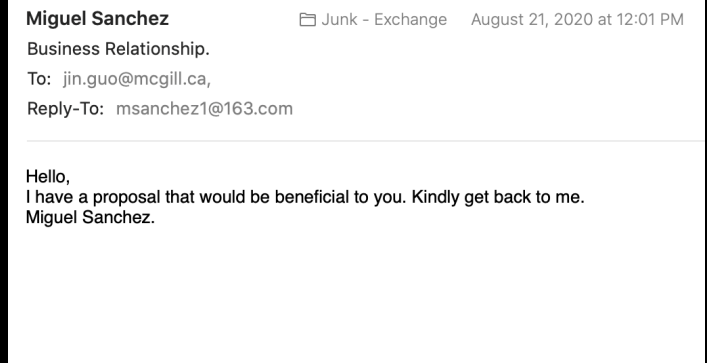 Miguel Sanchez Junk - Exchange August 21, 2020 at 12:01 PM
Business Relationship.
To: jin.guo@mcgill.ca,
Reply-To: msanchez1@163.com
Hello,
I have a proposal that would be beneficial to you. Kindly get back to me.
Miguel Sanchez.